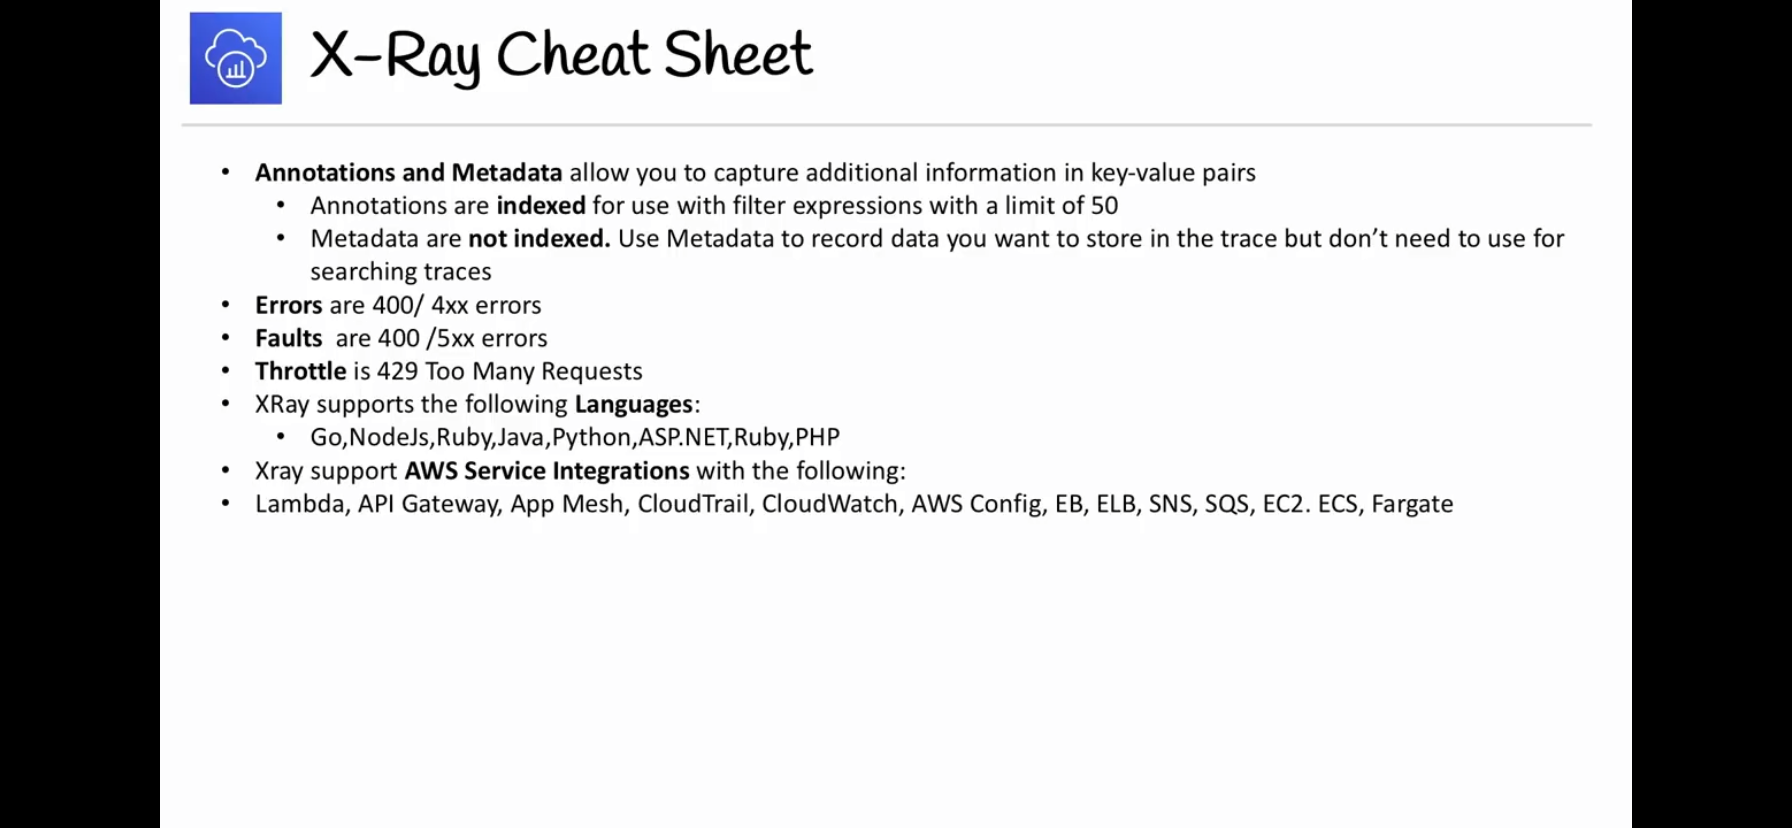 X-Ray Cheat Sheet
• Annotations and Metadata allow you to capture additional information in key-value pairs
• Annotations are indexed for use with filter expressions with a limit of 50
• Metadata are not indexed. Use Metadata to record data you want to store in the trace but don’t need to use for
searching traces
• Errors are 400/ 4xx errors
• Faults  are 400 /5xx errors
• Throttle is 429 Too Many Requests
• XRay supports the following Languages:
• Go,NodeJs,Ruby,Java,Python,ASP.NET,Ruby,PHP
• Xray support AWS Service Integrations with the following:
• Lambda, API Gateway, App Mesh, CloudTrail, CloudWatch, AWS Config, EB, ELB, SNS, SQS, EC2. ECS, Fargate